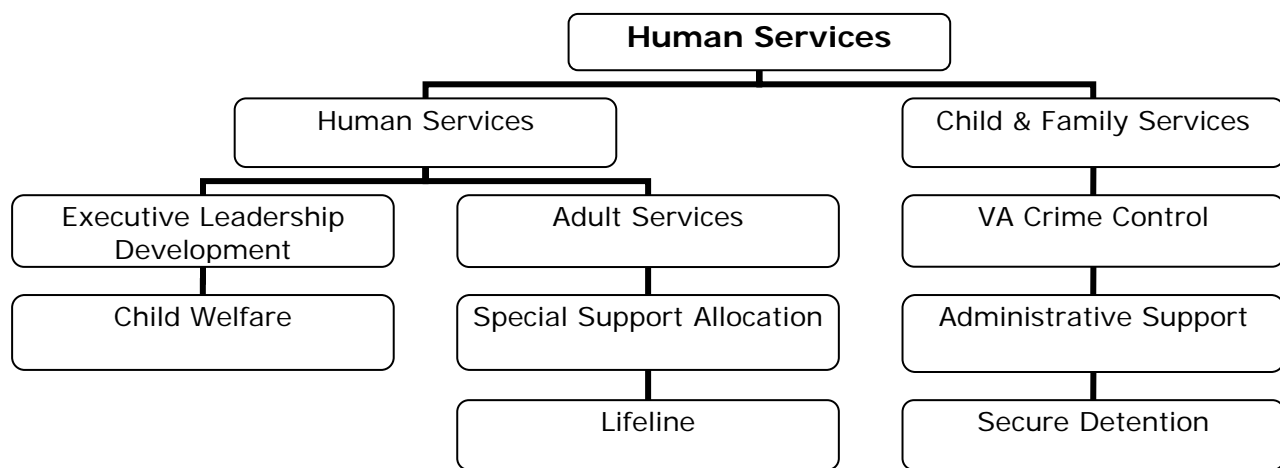 Human Services
Human Services
Child & Family Services
Executive Leadership
Development
Adult Services
VA Crime Control
Child Welfare
Special Support Allocation
Administrative Support
Lifeline
Secure Detention